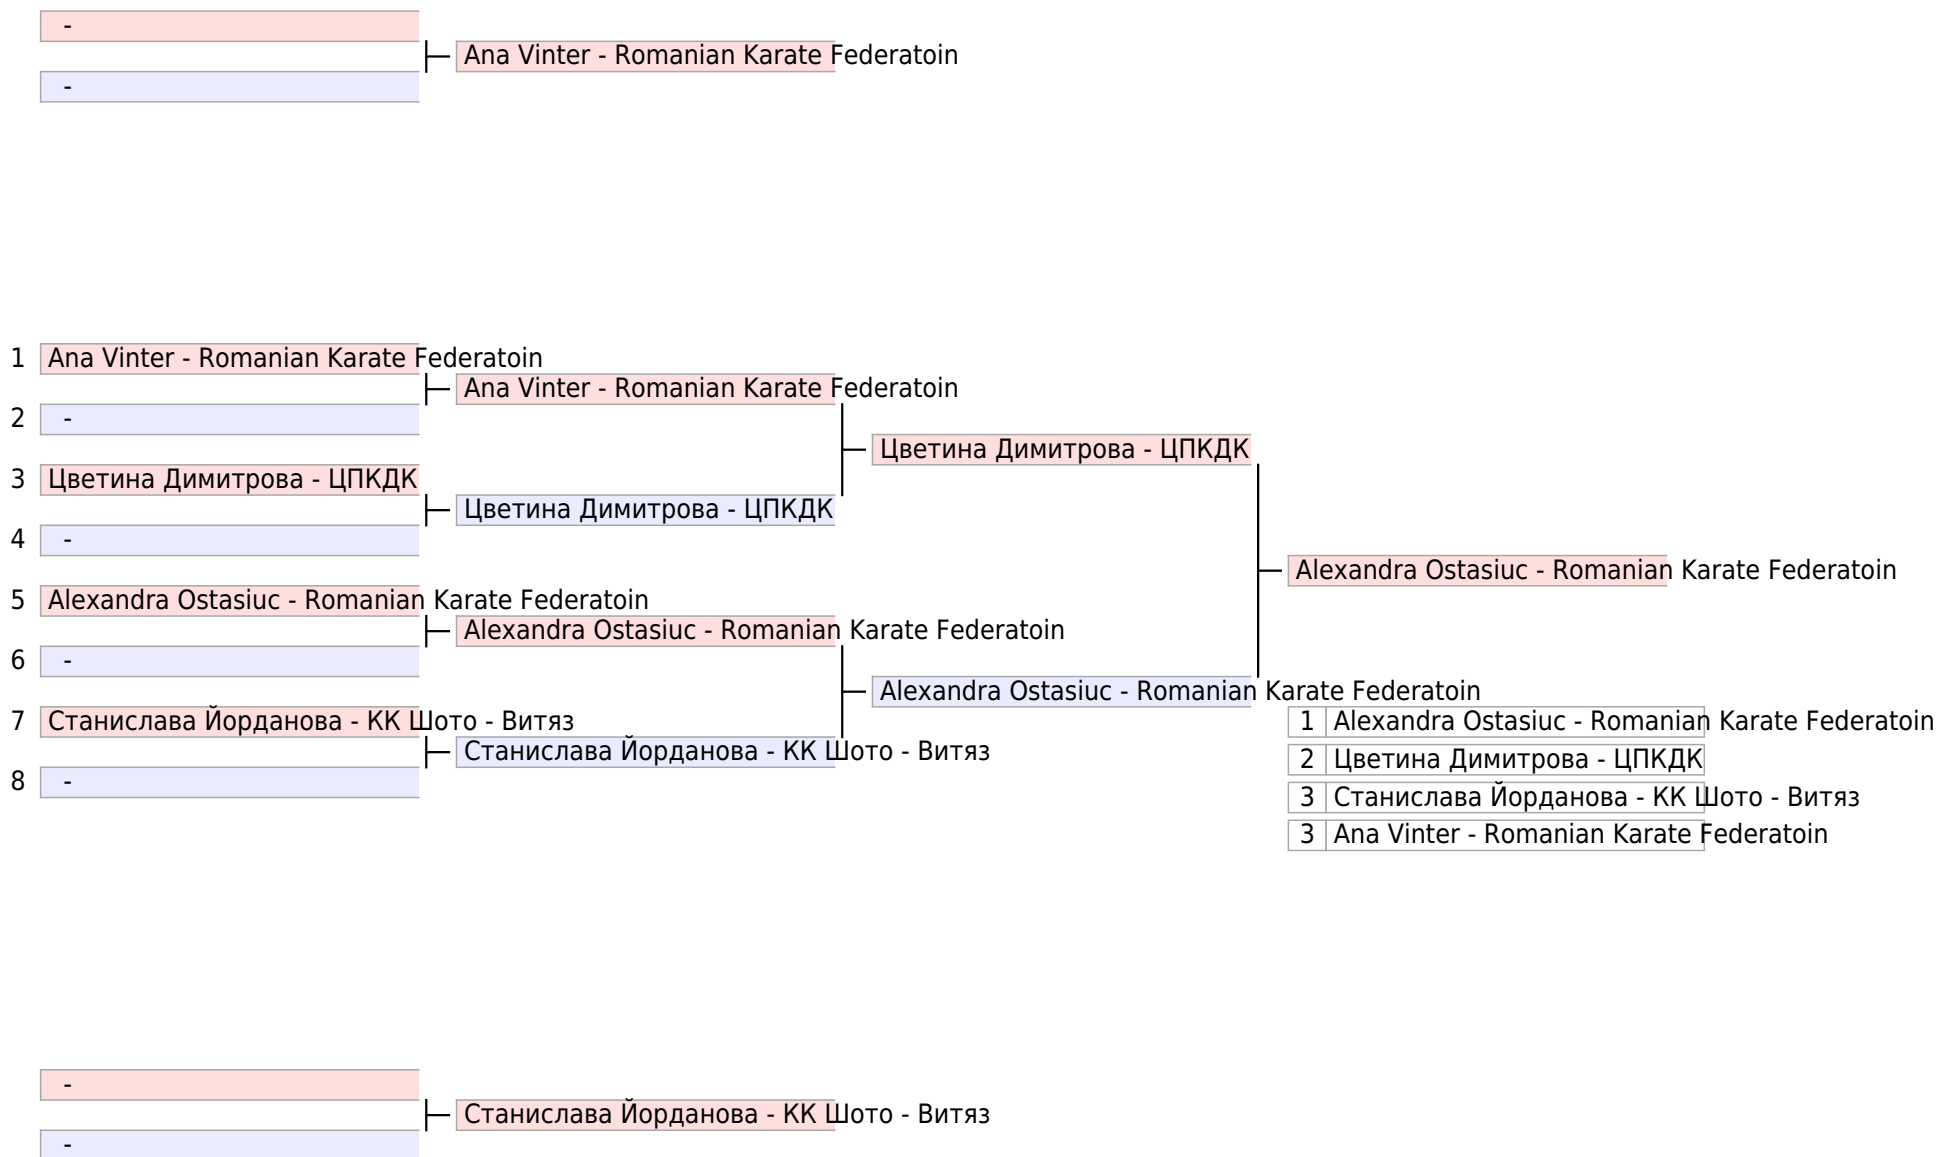 -
Ana Vinter - Romanian Karate Federatoin
-
1 Ana Vinter - Romanian Karate Federatoin
Ana Vinter - Romanian Karate Federatoin
2 -
Цветина Димитрова - ЦПКДК
3 Цветина Димитрова - ЦПКДК
Цветина Димитрова - ЦПКДК
4 -
Alexandra Ostasiuc - Romanian Karate Federatoin
5 Alexandra Ostasiuc - Romanian Karate Federatoin
Alexandra Ostasiuc - Romanian Karate Federatoin
6 -
Alexandra Ostasiuc - Romanian Karate Federatoin
7 Станислава Йорданова - КК Шото - Витяз
1 Alexandra Ostasiuc - Romanian Karate Federatoin
Станислава Йорданова - КК Шото - Витяз
2 Цветина Димитрова - ЦПКДК
8 -
3 Станислава Йорданова - КК Шото - Витяз
3 Ana Vinter - Romanian Karate Federatoin
-
Станислава Йорданова - КК Шото - Витяз
-